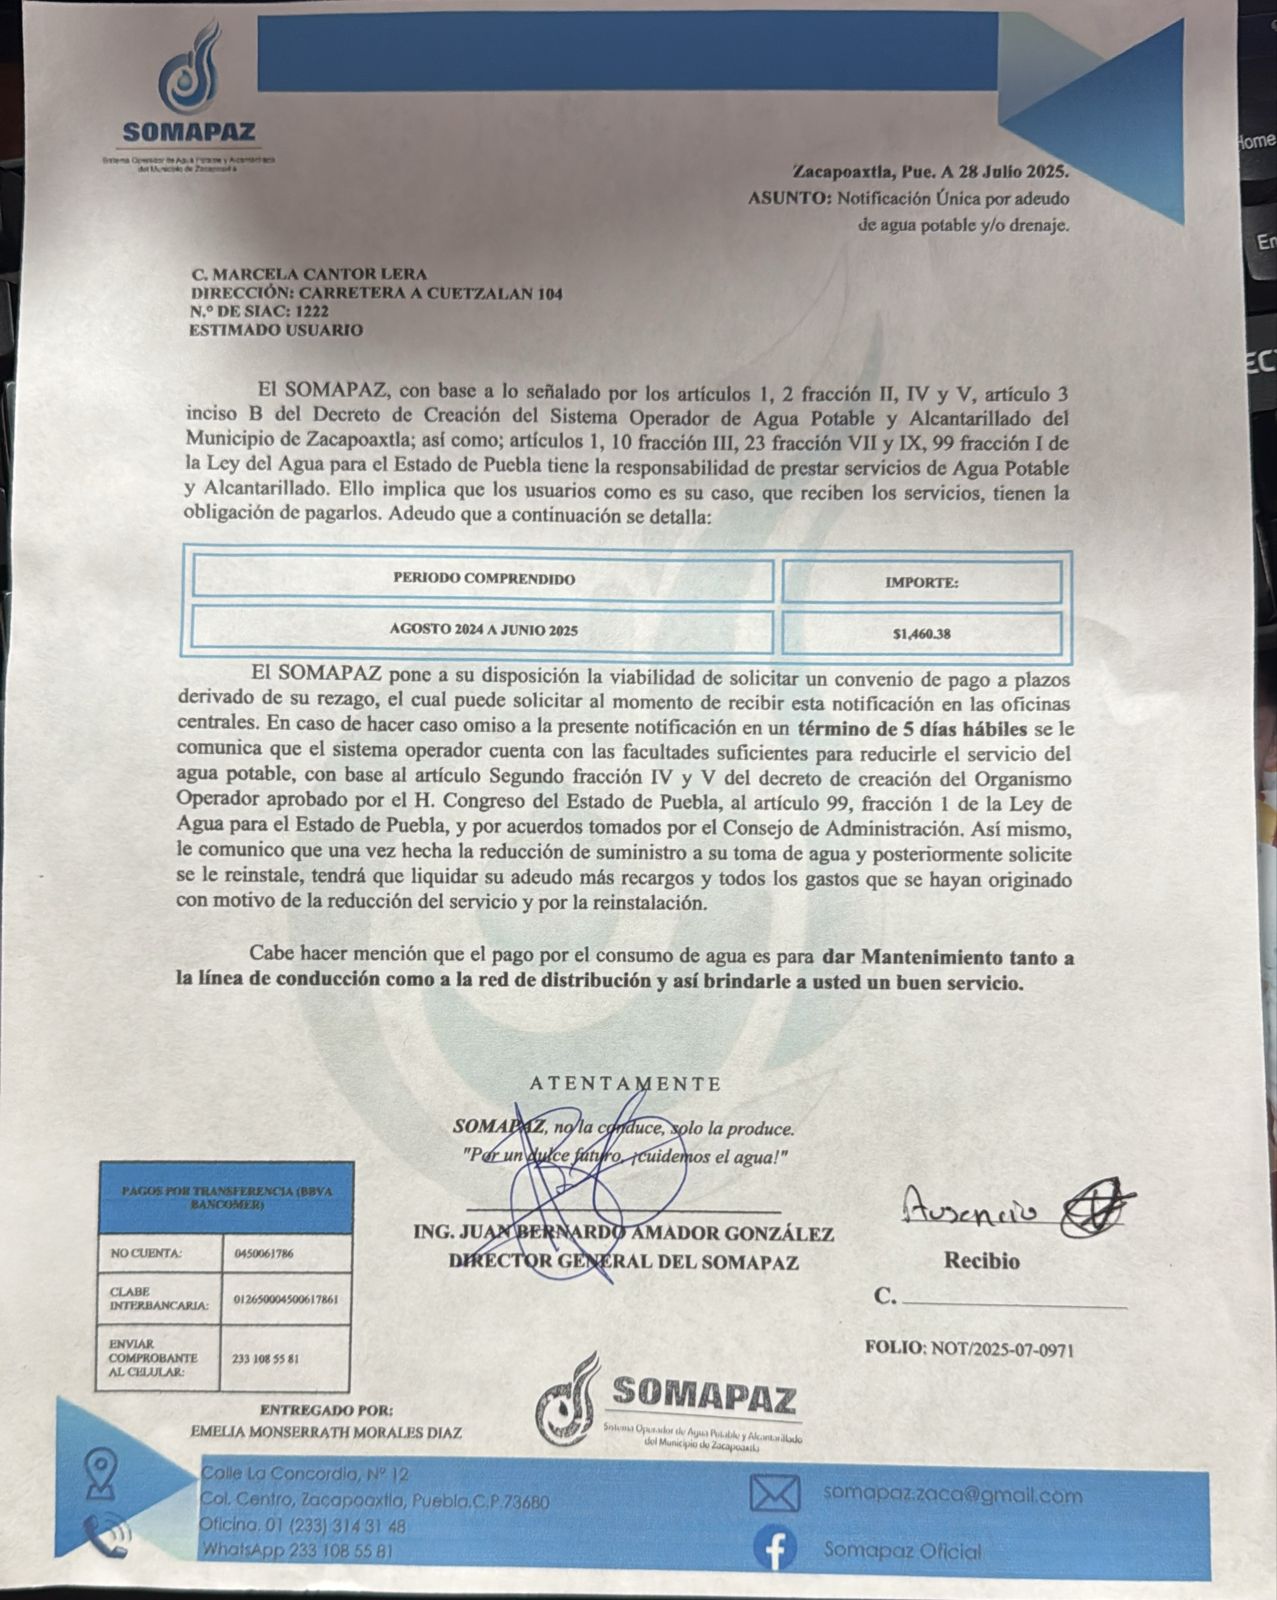 SOMAPAZ
Sistema Operador de Agua Potable y Alcantarillado
del Municipio de Zacapoaxtla
Zacapoaxtla, Pue. A 28 Julio 2025.
ASUNTO: Notificación Única por adeudo
de agua potable y/o drenaje.
C. MARCELA CANTOR LERA
DIRECCIÓN: CARRETERA A CUETZALAN 104
N.º DE SIAC: 1222
ESTIMADO USUARIO
El SOMAPAZ, con base a lo señalado por los artículos 1, 2 fracción II, IV y V, artículo 3
inciso B del Decreto de Creación del Sistema Operador de Agua Potable y Alcantarillado del
Municipio de Zacapoaxtla; así como; artículos 1, 10 fracción III, 23 fracción VII y IX, 99 fracción I de
la Ley del Agua para el Estado de Puebla tiene la responsabilidad de prestar servicios de Agua Potable
y Alcantarillado. Ello implica que los usuarios como es su caso, que reciben los servicios, tienen la
obligación de pagarlos. Adeudo que a continuación se detalla:
PERIODO COMPRENDIDO
IMPORTE:
AGOSTO 2024 A JUNIO 2025
$1,460.38
El SOMAPAZ pone a su disposición la viabilidad de solicitar un convenio de pago a plazos
derivado de su rezago, el cual puede solicitar al momento de recibir esta notificación en las oficinas
centrales. En caso de hacer caso omiso a la presente notificación en un término de 5 días hábiles se le
comunica que el sistema operador cuenta con las facultades suficientes para reducirle el servicio del
agua potable, con base al artículo Segundo fracción IV y V del decreto de creación del Organismo
Operador aprobado por el H. Congreso del Estado de Puebla, al artículo 99, fracción 1 de la Ley de
Agua para el Estado de Puebla, y por acuerdos tomados por el Consejo de Administración. Así mismo,
le comunico que una vez hecha la reducción de suministro a su toma de agua y posteriormente solicite
se le reinstale, tendrá que liquidar su adeudo más recargos y todos los gastos que se hayan originado
con motivo de la reducción del servicio y por la reinstalación.
Cabe hacer mención que el pago por el consumo de agua es para dar Mantenimiento tanto a
la línea de conducción como a la red de distribución y así brindarle a usted un buen servicio.
ATENTAMENTE
SOMAPAZ, no la conduce, solo la produce.
"Por un dulce futuro, ¡cuidemos el agua!"
ING. JUAN BERNARDO AMADOR GONZÁLEZ
DIRECTOR GENERAL DEL SOMAPAZ
Ausencio
Recibio
C.
FOLIO: NOT/2025-07-0971
PAGOS POR TRANSFERENCIA (BBVA
BANCOMER)
NO CUENTA:
0450061786
CLABE
INTERBANCARIA:
012650004500617861
ENVIAR
COMPROBANTE
AL CELULAR:
233 108 55 81
ENTREGADO POR:
EMELIA MONSERRATH MORALES DIAZ
SOMAPAZ
Sistema Operador de Agua Potable y Alcantarillado
del Municipio de Zacapoaxtla
Calle La Concordia, Nº 12
Col. Centro, Zacapoaxtla, Puebla.C.P.73680
Oficina. 01 (233) 314 31 48
WhatsApp 233 108 55 81
somapaz.zaca@gmail.com
Somapaz Oficial
Home